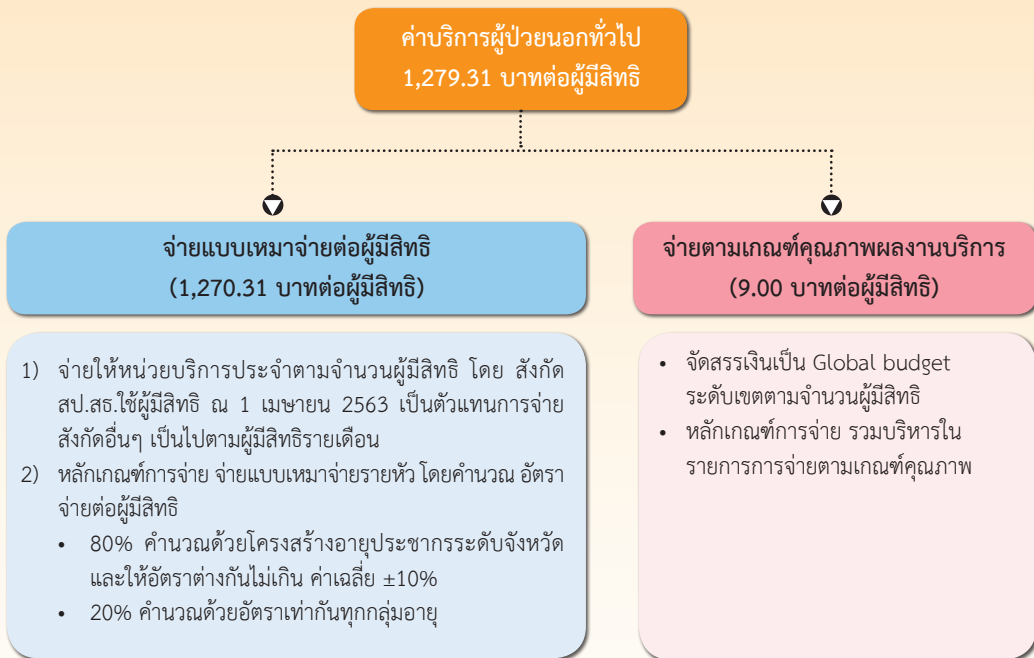 ค่าบริการผู้ป่วยนอกทั่วไป
1,279.31 บาทต่อผู้มีสิทธิ
จ่ายแบบเหมาจ่ายต่อผู้มีสิทธิ
(1,270.31 บาทต่อผู้มีสิทธิ)
1) จ่ายให้หน่วยบริการประจำตามจำนวนผู้มีสิทธิ โดย สังกัด
สป.สธ.ใช้ผู้มีสิทธิ ณ 1 เมษายน 2563 เป็นตัวแทนการจ่าย
สังกัดอื่นๆ เป็นไปตามผู้มีสิทธิรายเดือน
2) หลักเกณฑ์การจ่าย จ่ายแบบเหมาจ่ายรายหัว โดยคำนวณ อัตรา
จ่ายต่อผู้มีสิทธิ
• 80% คำนวณด้วยโครงสร้างอายุประชากรระดับจังหวัด
และให้อัตราต่างกันไม่เกิน ค่าเฉลี่ย ±10%
• 20% คำนวณด้วยอัตราเท่ากันทุกกลุ่มอายุ
จ่ายตามเกณฑ์คุณภาพผลงานบริการ
(9.00 บาทต่อผู้มีสิทธิ)
• จัดสรรเงินเป็น Global budget
ระดับเขตตามจำนวนผู้มีสิทธิ
• หลักเกณฑ์การจ่าย รวมบริหารใน
รายการการจ่ายตามเกณฑ์คุณภาพ